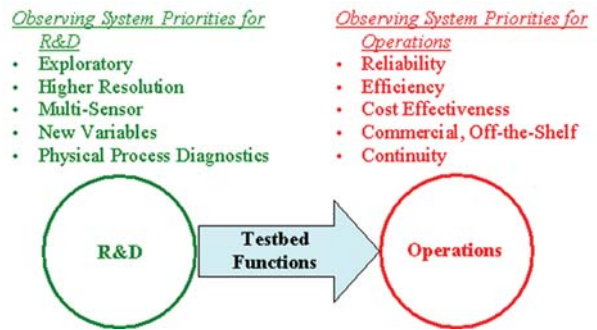 Observing System Priorities for
R&D
• Exploratory
• Higher Resolution
• Multi-Sensor
• New Variables
• Physical Process Diagnostics
Observing System Priorities for
Operations
• Reliability
• Efficiency
• Cost Effectiveness
• Commercial, Off-the-Shelf
• Continuity
R&D
Testbed
Functions
Operations